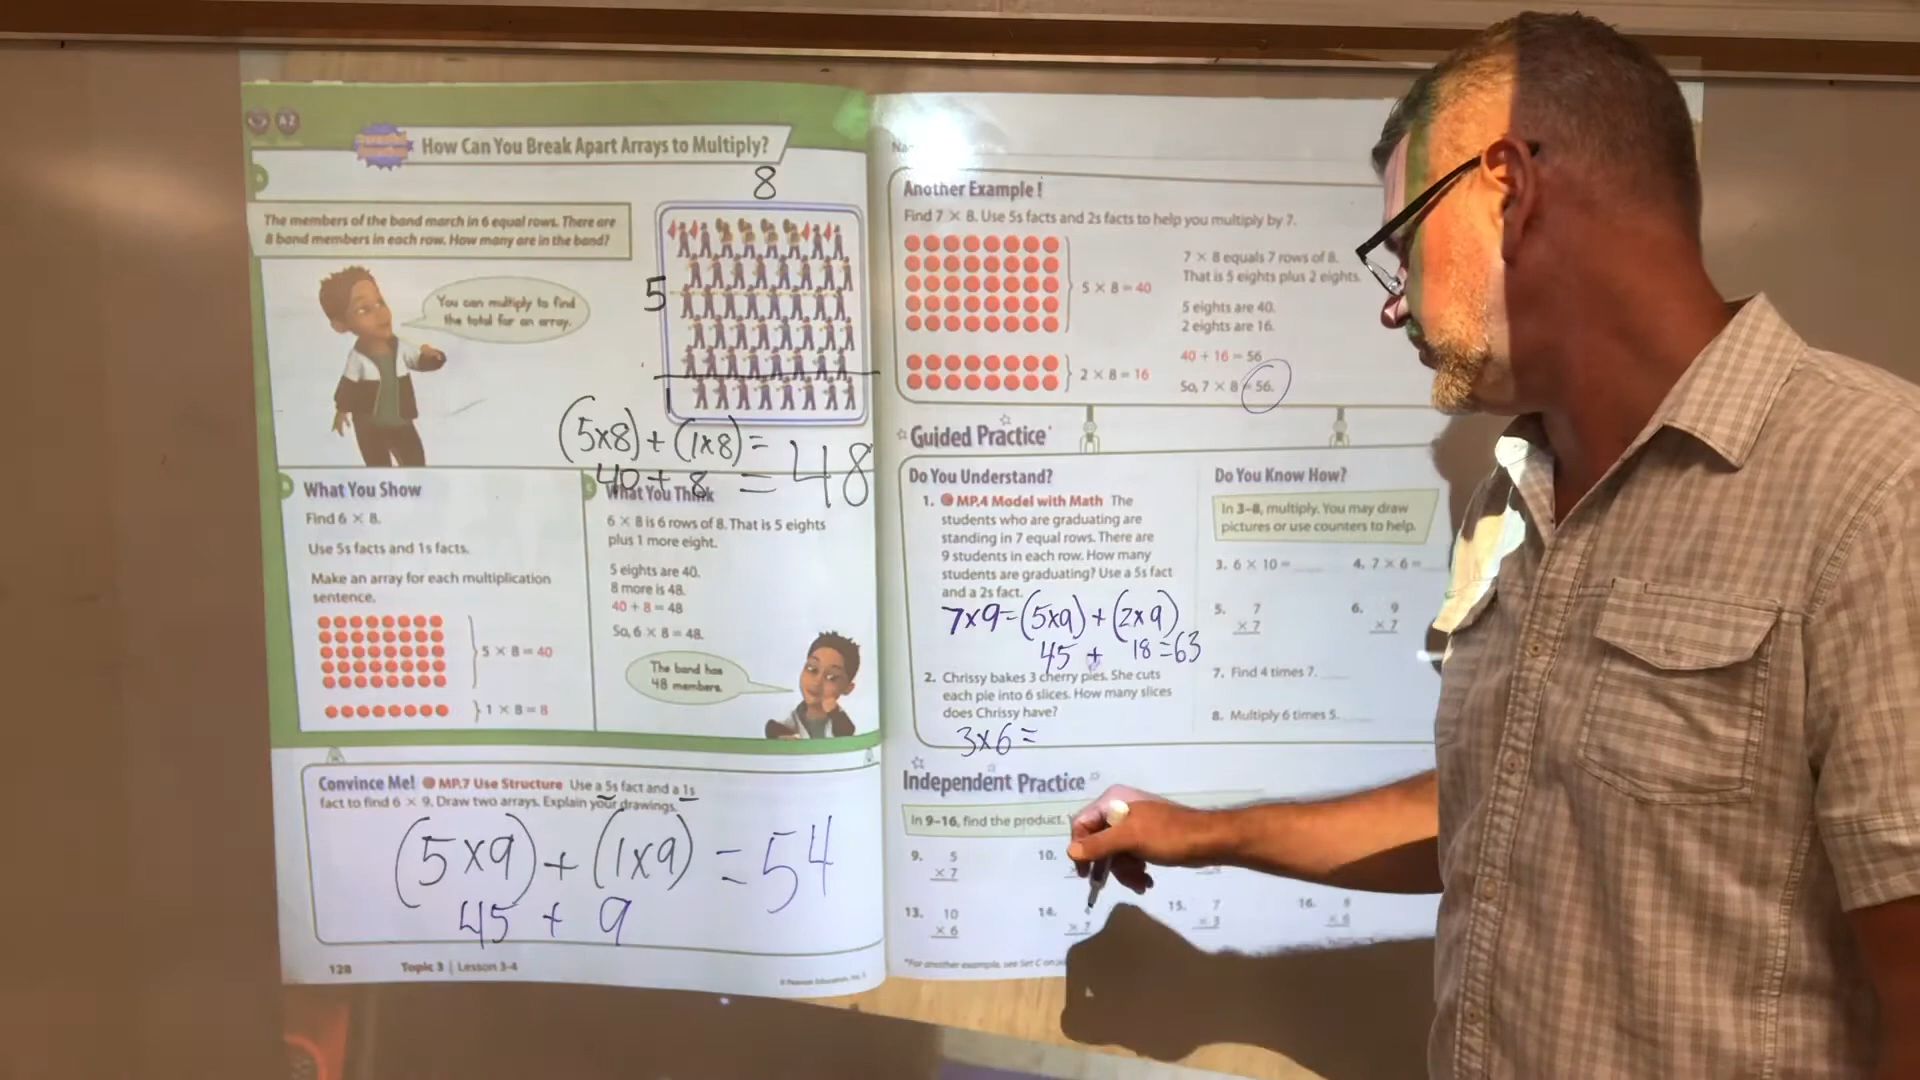 A-Z
How Can You Break Apart Arrays to Multiply?
8
The members of the band march in 6 equal rows. There are
8 band members in each row. How many are in the band?
You can multiply to find
the total for an array.
5
1
(5x8) + (1x8) =
40 + 8 = 48
What You Show
Find 6 × 8.
Use 5s facts and 1s facts.
Make an array for each multiplication
sentence.
5 × 8 = 40
1 × 8 = 8
What You Think
6 × 8 is 6 rows of 8. That is 5 eights
plus 1 more eight.
5 eights are 40.
8 more is 48.
40 + 8 = 48
So, 6 × 8 = 48.
The band has
48 members.
Convince Me! MP.7 Use Structure Use a 5s fact and a 1s
fact to find 6 × 9. Draw two arrays. Explain your drawings.
(5x9) + (1x9) = 54
45 + 9
128 Topic 3 | Lesson 3-4
© Pearson Education, Inc. 3
Na
Another Example!
Find 7 × 8. Use 5s facts and 2s facts to help you multiply by 7.
5 × 8 = 40
2 × 8 = 16
7 × 8 equals 7 rows of 8.
That is 5 eights plus 2 eights.
5 eights are 40.
2 eights are 16.
40 + 16 = 56
So, 7 × 8 = 56.
Guided Practice*
Do You Understand?
1. MP.4 Model with Math The
students who are graduating are
standing in 7 equal rows. There are
9 students in each row. How many
students are graduating? Use a 5s fact
and a 2s fact.
7x9=(5x9) + (2x9)
45 + 18=63
2. Chrissy bakes 3 cherry pies. She cuts
each pie into 6 slices. How many slices
does Chrissy have?
3x6=
Do You Know How?
In 3–8, multiply. You may draw
pictures or use counters to help.
3. 6 × 10 = 4. 7 × 6 =
5. 7 6. 9
× 7 × 7
7. Find 4 times 7.
8. Multiply 6 times 5.
Independent Practice*
In 9–16, find the product.
9. 5 10.
× 7
13. 10 14. 15. 7 16. 8
× 6 × 7 × 3 × 6
*For another example, see Set C on